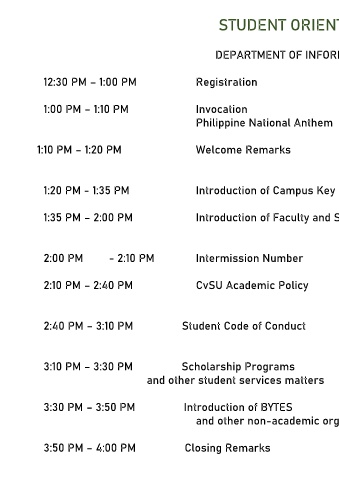 STUDENT ORIENT
DEPARTMENT OF INFOR
12:30 PM – 1:00 PM Registration
1:00 PM – 1:10 PM Invocation
Philippine National Anthem
1:10 PM – 1:20 PM Welcome Remarks
1:20 PM - 1:35 PM Introduction of Campus Key
1:35 PM – 2:00 PM Introduction of Faculty and S
2:00 PM - 2:10 PM Intermission Number
2:10 PM – 2:40 PM CvSU Academic Policy
2:40 PM – 3:10 PM Student Code of Conduct
3:10 PM – 3:30 PM Scholarship Programs
and other student services matters
3:30 PM – 3:50 PM Introduction of BYTES
and other non-academic org
3:50 PM – 4:00 PM Closing Remarks